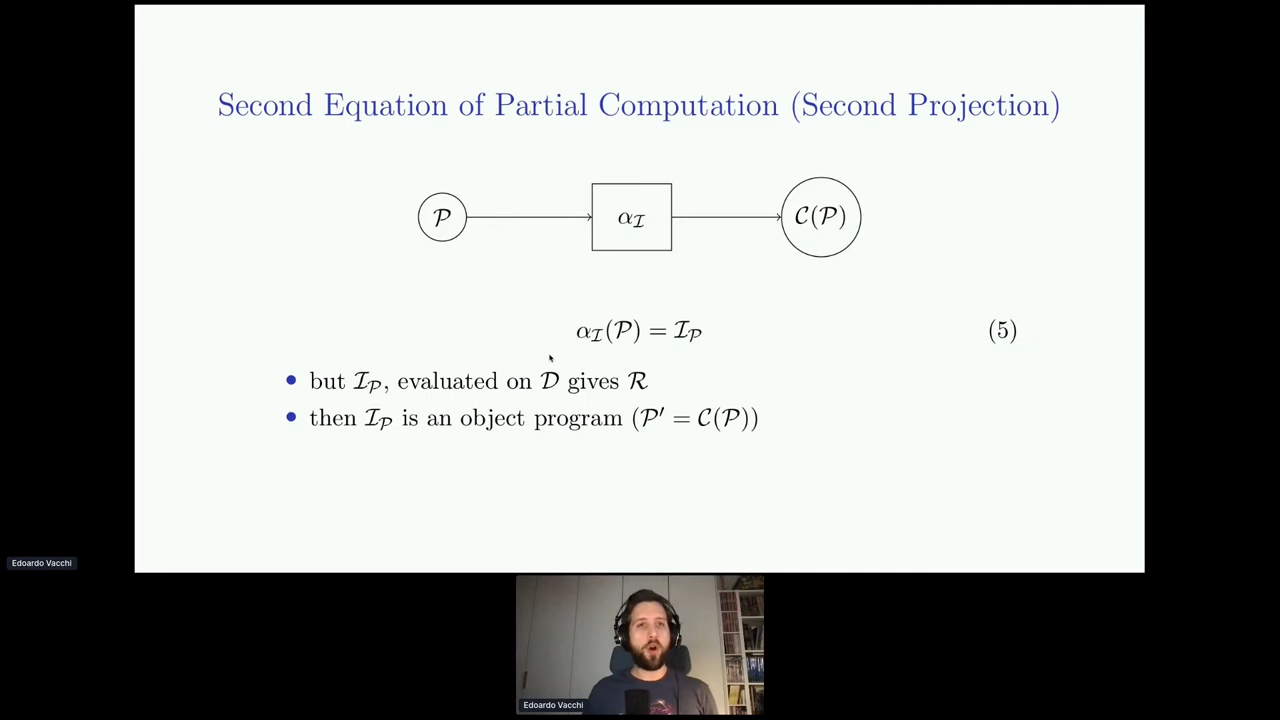 Second Equation of Partial Computation (Second Projection)
𝒫 α_ℐ 𝒞(𝒫)
α_ℐ(𝒫) = ℐ_𝒫 (5)
• but ℐ_𝒫, evaluated on 𝒟 gives ℛ
• then ℐ_𝒫 is an object program (𝒫′ = 𝒞(𝒫))
Edoardo Vacchi
Edoardo Vacchi